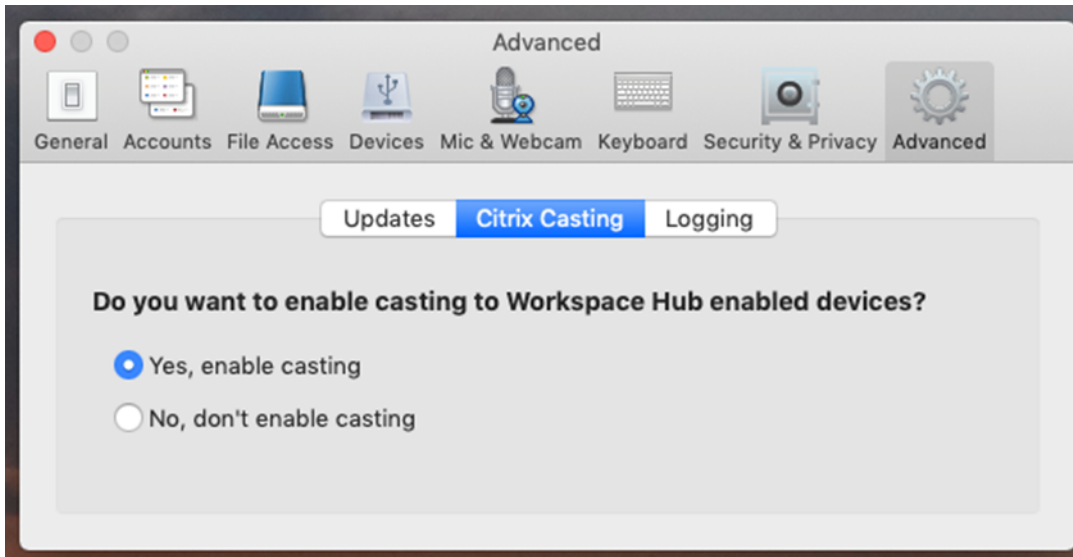 Advanced
General Accounts File Access Devices Mic & Webcam Keyboard Security & Privacy Advanced
Updates Citrix Casting Logging
Do you want to enable casting to Workspace Hub enabled devices?
Yes, enable casting
No, don't enable casting